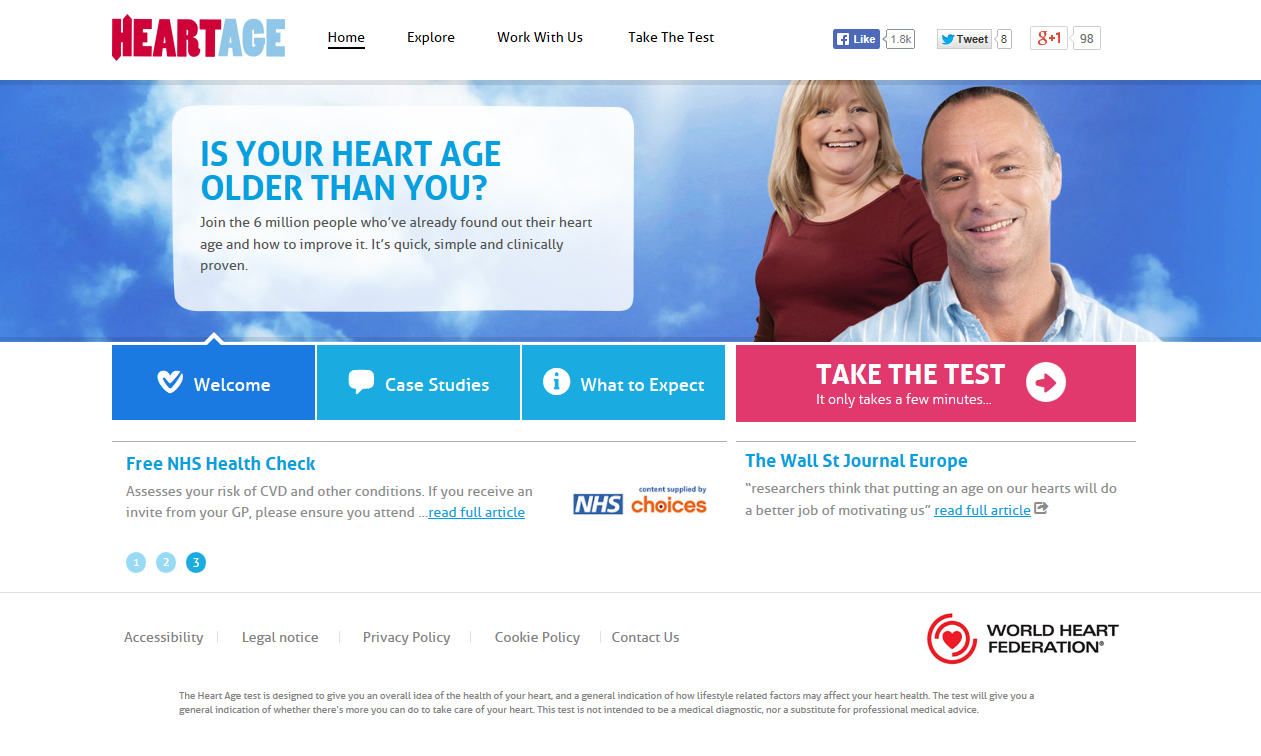 HEARTAGE
Home Explore Work With Us Take The Test
Like 1.8k Tweet 8 g+1 98
IS YOUR HEART AGE
OLDER THAN YOU?
Join the 6 million people who've already found out their heart
age and how to improve it. It's quick, simple and clinically
proven.
Welcome
Case Studies
What to Expect
TAKE THE TEST
It only takes a few minutes...
Free NHS Health Check
Assesses your risk of CVD and other conditions. If you receive an
invite from your GP, please ensure you attend ...read full article
content supplied by
NHS choices
The Wall St Journal Europe
“researchers think that putting an age on our hearts will do
a better job of motivating us” read full article
1 2 3
Accessibility Legal notice Privacy Policy Cookie Policy Contact Us
WORLD HEART
FEDERATION®
The Heart Age test is designed to give you an overall idea of the health of your heart, and a general indication of how lifestyle related factors may affect your heart health. The test will give you a
general indication of whether there's more you can do to take care of your heart. This test is not intended to be a medical diagnostic, nor a substitute for professional medical advice.